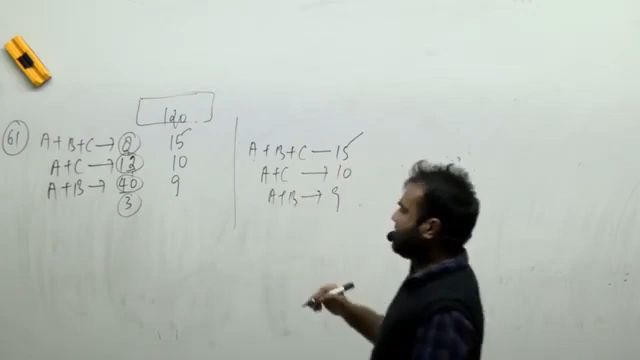 120
61 A+B+C → 8 15
A+C → 12 10
A+B → 40 9
3
                                                                
A+B+C — 15
A+C → 10
A+B → 9